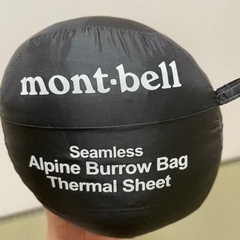 mont-bell
Seamless
Alpine Burrow Bag
Thermal Sheet